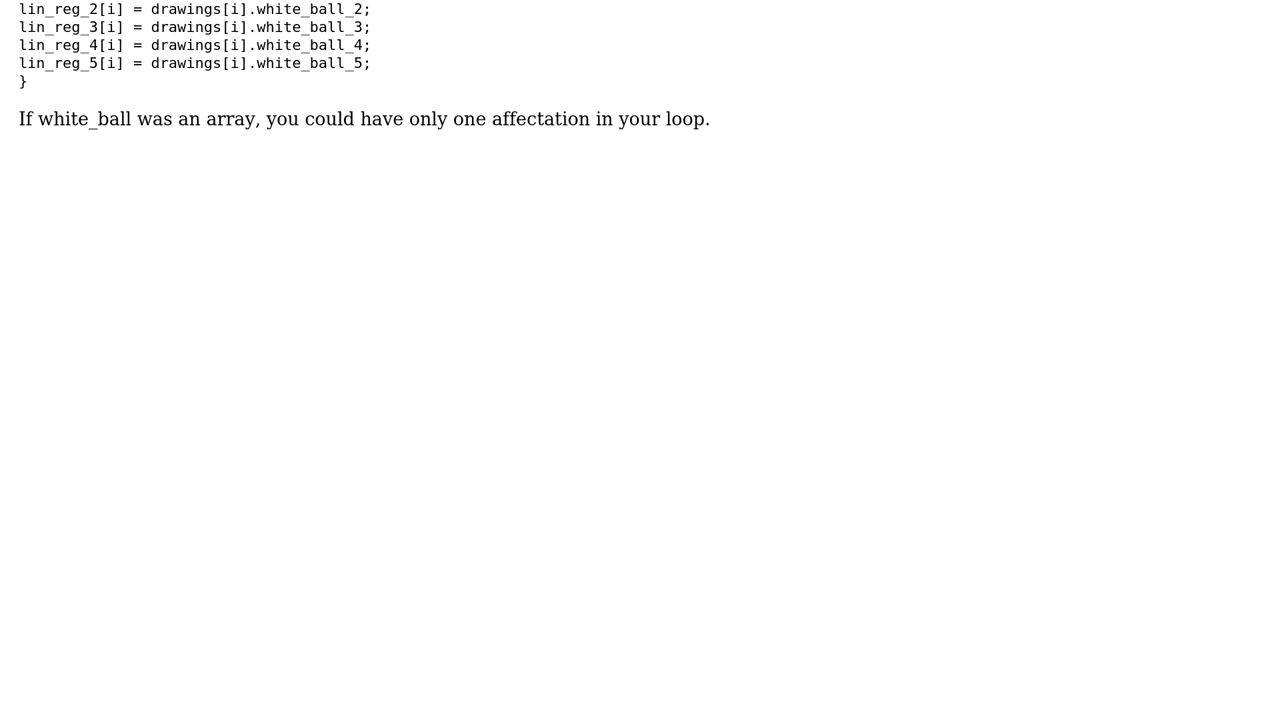 lin_reg_2[i] = drawings[i].white_ball_2;
lin_reg_3[i] = drawings[i].white_ball_3;
lin_reg_4[i] = drawings[i].white_ball_4;
lin_reg_5[i] = drawings[i].white_ball_5;
}
If white_ball was an array, you could have only one affectation in your loop.